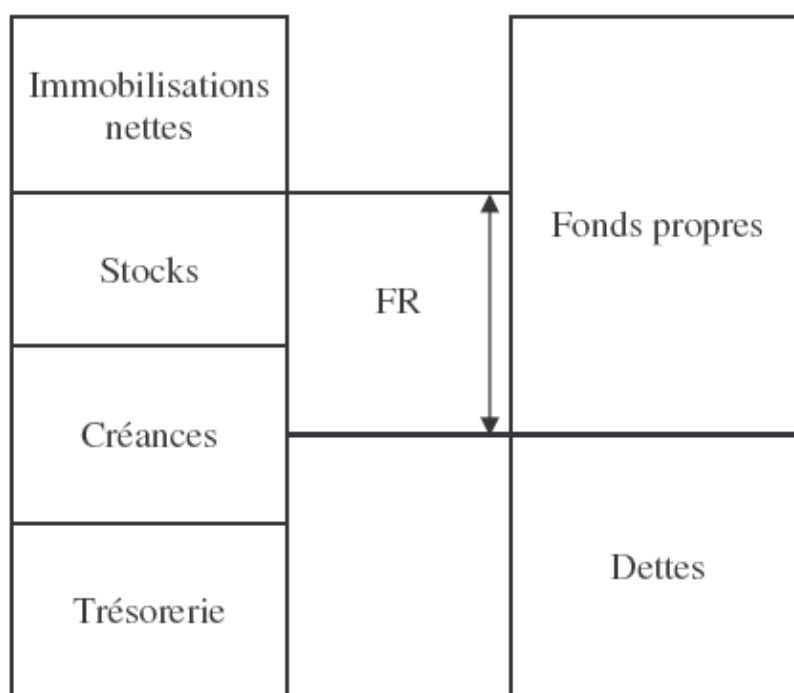 Immobilisations
nettes
Stocks
Créances
Trésorerie
FR
Fonds propres
Dettes